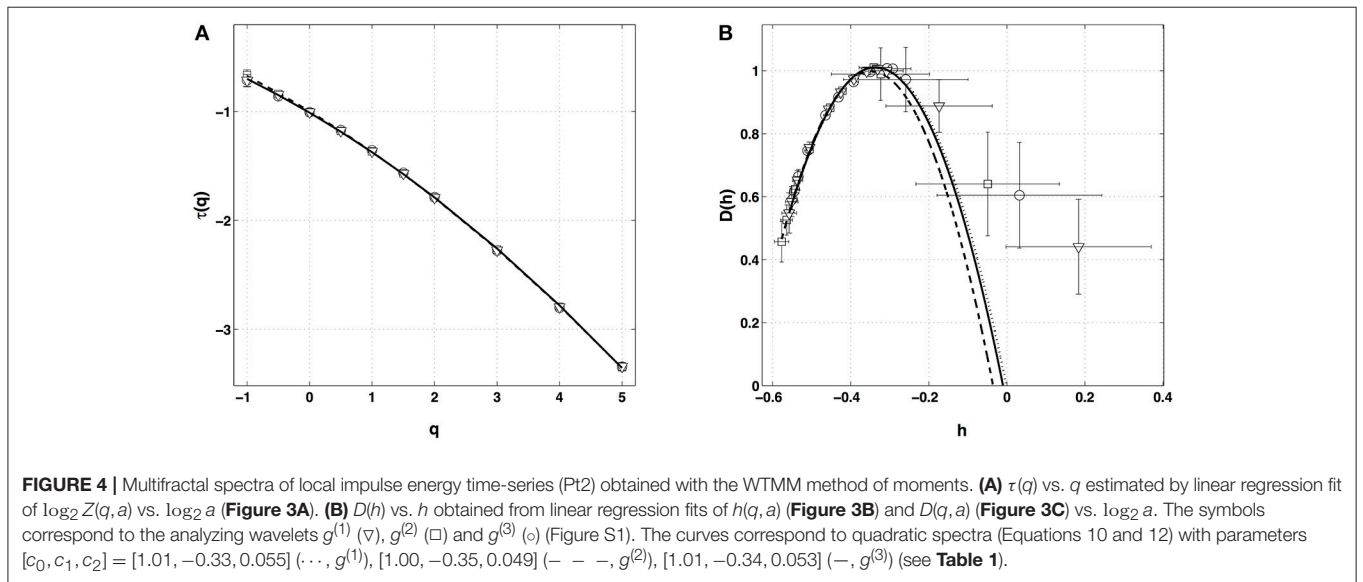 A
B
τ(q)
−1
−2
−3
−1 0 1 2 3 4 5
q
D(h)
1
0.8
0.6
0.4
0.2
0
−0.6 −0.4 −0.2 0 0.2 0.4
h
FIGURE 4 | Multifractal spectra of local impulse energy time-series (Pt2) obtained with the WTMM method of moments. (A) τ(q) vs. q estimated by linear regression fit
of log₂ Z(q, a) vs. log₂ a (Figure 3A). (B) D(h) vs. h obtained from linear regression fits of h(q, a) (Figure 3B) and D(q, a) (Figure 3C) vs. log₂ a. The symbols
correspond to the analyzing wavelets g⁽¹⁾ (▽), g⁽²⁾ (□) and g⁽³⁾ (○) (Figure S1). The curves correspond to quadratic spectra (Equations 10 and 12) with parameters
[c₀, c₁, c₂] = [1.01, −0.33, 0.055] (· · · , g⁽¹⁾), [1.00, −0.35, 0.049] (− − −, g⁽²⁾), [1.01, −0.34, 0.053] (−, g⁽³⁾) (see Table 1).